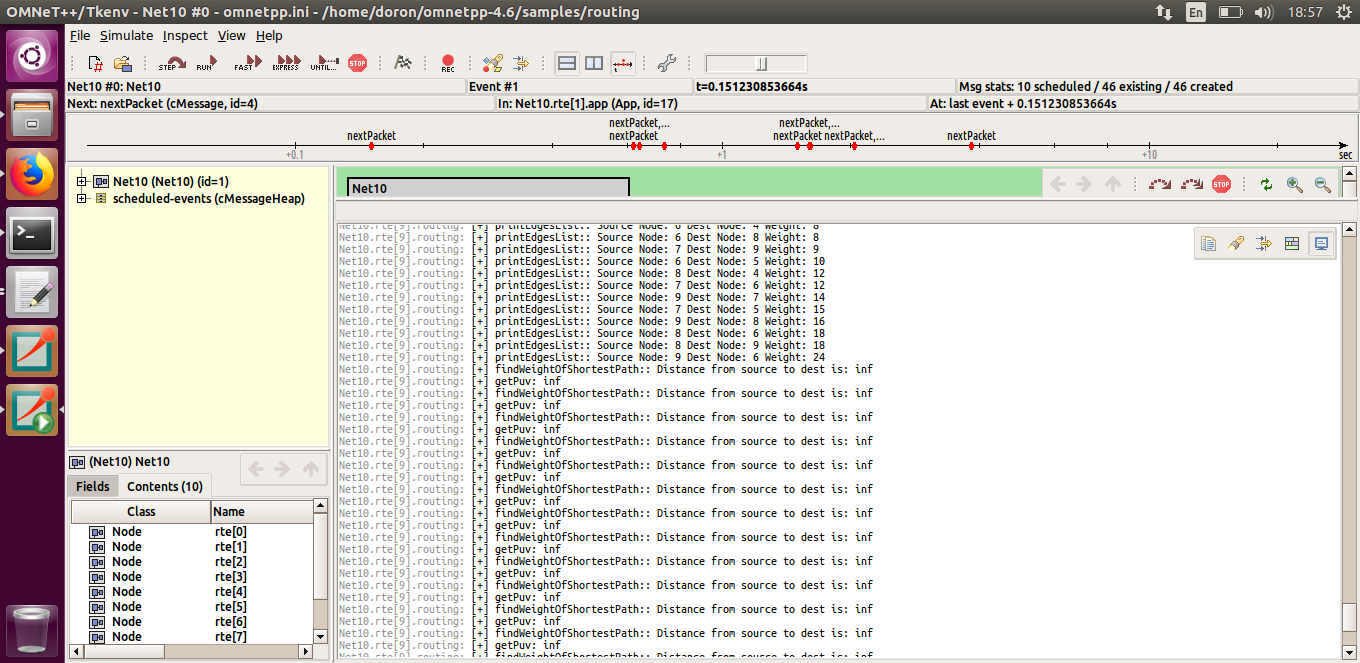 OMNeT++/Tkenv - Net10 #0 - omnetpp.ini - /home/doron/omnetpp-4.6/samples/routing
En
18:57
File Simulate Inspect View Help
STEP RUN FAST EXPRESS UNTIL... STOP REC
Net10 #0: Net10
Event #1
t=0.151230853664s
Msg stats: 10 scheduled / 46 existing / 46 created
Next: nextPacket (cMessage, id=4)
In: Net10.rte[1].app (App, id=17)
At: last event + 0.151230853664s
nextPacket,... nextPacket,...
nextPacket nextPacket nextPacket nextPacket,... nextPacket
+0.1 +1 +10 sec
Net10 (Net10) (id=1)
scheduled-events (cMessageHeap)
(Net10) Net10
Fields Contents (10)
Class Name
Node rte[0]
Node rte[1]
Node rte[2]
Node rte[3]
Node rte[4]
Node rte[5]
Node rte[6]
Node rte[7]
Net10
STOP
Net10.rte[9].routing: [+] printEdgesList:: Source Node: 6 Dest Node: 4 Weight: 8
Net10.rte[9].routing: [+] printEdgesList:: Source Node: 6 Dest Node: 8 Weight: 8
Net10.rte[9].routing: [+] printEdgesList:: Source Node: 7 Dest Node: 9 Weight: 9
Net10.rte[9].routing: [+] printEdgesList:: Source Node: 6 Dest Node: 5 Weight: 10
Net10.rte[9].routing: [+] printEdgesList:: Source Node: 8 Dest Node: 4 Weight: 12
Net10.rte[9].routing: [+] printEdgesList:: Source Node: 7 Dest Node: 6 Weight: 12
Net10.rte[9].routing: [+] printEdgesList:: Source Node: 9 Dest Node: 7 Weight: 14
Net10.rte[9].routing: [+] printEdgesList:: Source Node: 7 Dest Node: 5 Weight: 15
Net10.rte[9].routing: [+] printEdgesList:: Source Node: 9 Dest Node: 8 Weight: 16
Net10.rte[9].routing: [+] printEdgesList:: Source Node: 8 Dest Node: 6 Weight: 18
Net10.rte[9].routing: [+] printEdgesList:: Source Node: 8 Dest Node: 9 Weight: 18
Net10.rte[9].routing: [+] printEdgesList:: Source Node: 9 Dest Node: 6 Weight: 24
Net10.rte[9].routing: [+] findWeightOfShortestPath:: Distance from source to dest is: inf
Net10.rte[9].routing: [+] getPuv: inf
Net10.rte[9].routing: [+] findWeightOfShortestPath:: Distance from source to dest is: inf
Net10.rte[9].routing: [+] getPuv: inf
Net10.rte[9].routing: [+] findWeightOfShortestPath:: Distance from source to dest is: inf
Net10.rte[9].routing: [+] getPuv: inf
Net10.rte[9].routing: [+] findWeightOfShortestPath:: Distance from source to dest is: inf
Net10.rte[9].routing: [+] getPuv: inf
Net10.rte[9].routing: [+] findWeightOfShortestPath:: Distance from source to dest is: inf
Net10.rte[9].routing: [+] getPuv: inf
Net10.rte[9].routing: [+] findWeightOfShortestPath:: Distance from source to dest is: inf
Net10.rte[9].routing: [+] getPuv: inf
Net10.rte[9].routing: [+] findWeightOfShortestPath:: Distance from source to dest is: inf
Net10.rte[9].routing: [+] getPuv: inf
Net10.rte[9].routing: [+] findWeightOfShortestPath:: Distance from source to dest is: inf
Net10.rte[9].routing: [+] getPuv: inf
Net10.rte[9].routing: [+] findWeightOfShortestPath:: Distance from source to dest is: inf
Net10.rte[9].routing: [+] getPuv: inf
Net10.rte[9].routing: [+] findWeightOfShortestPath:: Distance from source to dest is: inf
Net10.rte[9].routing: [+] getPuv: inf
Net10.rte[9].routing: [+] findWeightOfShortestPath:: Distance from source to dest is: inf
Net10.rte[9].routing: [+] getPuv: inf
Net10.rte[9].routing: [+] findWeightOfShortestPath:: Distance from source to dest is: inf
Net10.rte[9].routing: [+] getPuv: inf
Net10.rte[9].routing: [+] findWeightOfShortestPath:: Distance from source to dest is: inf